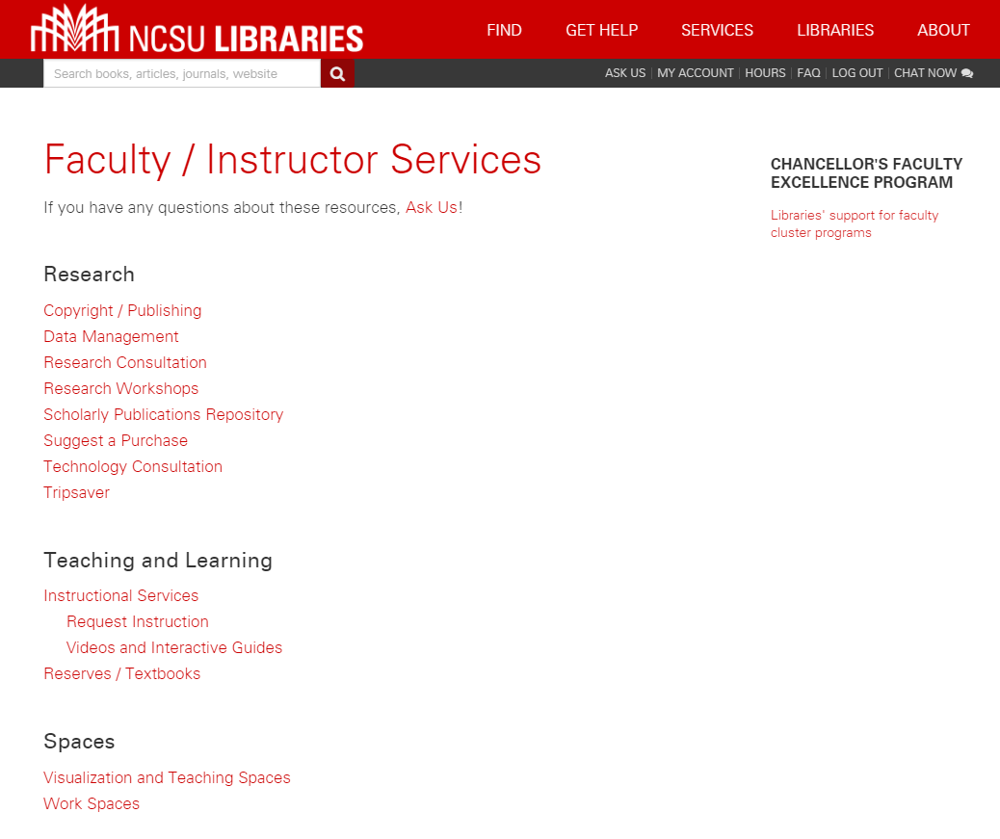 NCSU LIBRARIES
FIND GET HELP SERVICES LIBRARIES ABOUT
Search books, articles, journals, website
ASK US | MY ACCOUNT | HOURS | FAQ | LOG OUT | CHAT NOW
Faculty / Instructor Services
If you have any questions about these resources, Ask Us!
Research
Copyright / Publishing
Data Management
Research Consultation
Research Workshops
Scholarly Publications Repository
Suggest a Purchase
Technology Consultation
Tripsaver
Teaching and Learning
Instructional Services
Request Instruction
Videos and Interactive Guides
Reserves / Textbooks
Spaces
Visualization and Teaching Spaces
Work Spaces
CHANCELLOR'S FACULTY
EXCELLENCE PROGRAM
Libraries' support for faculty
cluster programs